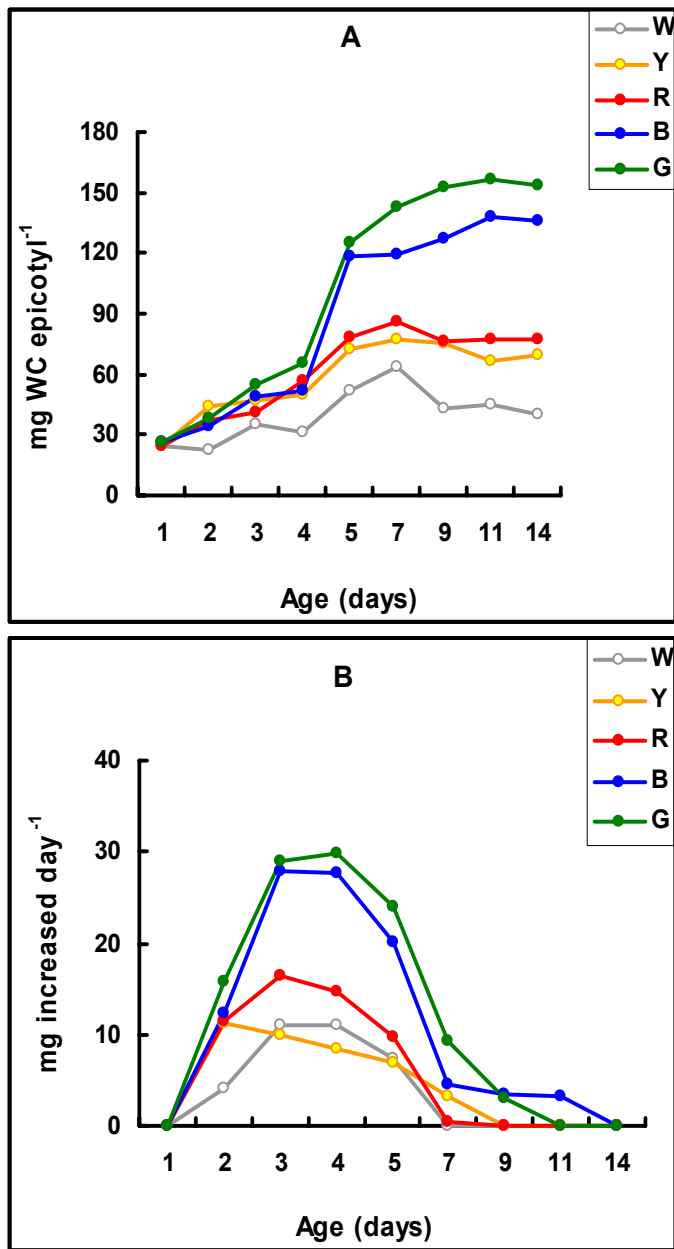 A
W
Y
R
B
G
180
150
120
90
60
30
0
mg WC epicotyl⁻¹
1 2 3 4 5 7 9 11 14
Age (days)
B
W
Y
R
B
G
40
30
20
10
0
mg increased day⁻¹
1 2 3 4 5 7 9 11 14
Age (days)